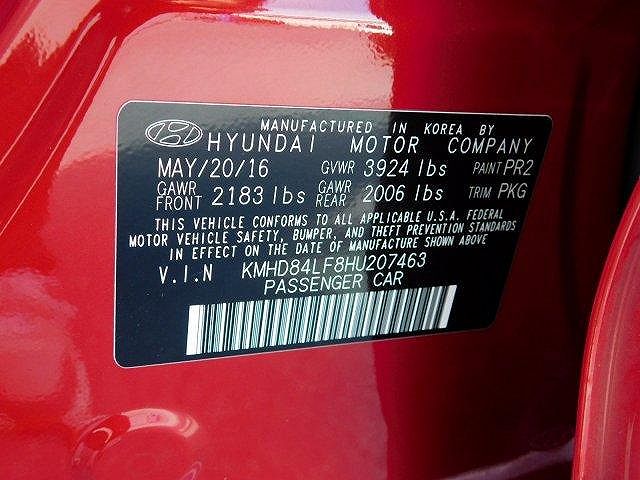 MANUFACTURED IN KOREA BY
HYUNDAI MOTOR COMPANY
MAY/20/16 GVWR 3924 lbs PAINT PR2
GAWR FRONT 2183 lbs GAWR REAR 2006 lbs TRIM PKG
THIS VEHICLE CONFORMS TO ALL APPLICABLE U.S.A. FEDERAL
MOTOR VEHICLE SAFETY, BUMPER, AND THEFT PREVENTION STANDARDS
IN EFFECT ON THE DATE OF MANUFACTURE SHOWN ABOVE
V.I.N KMHD84LF8HU207463
PASSENGER CAR